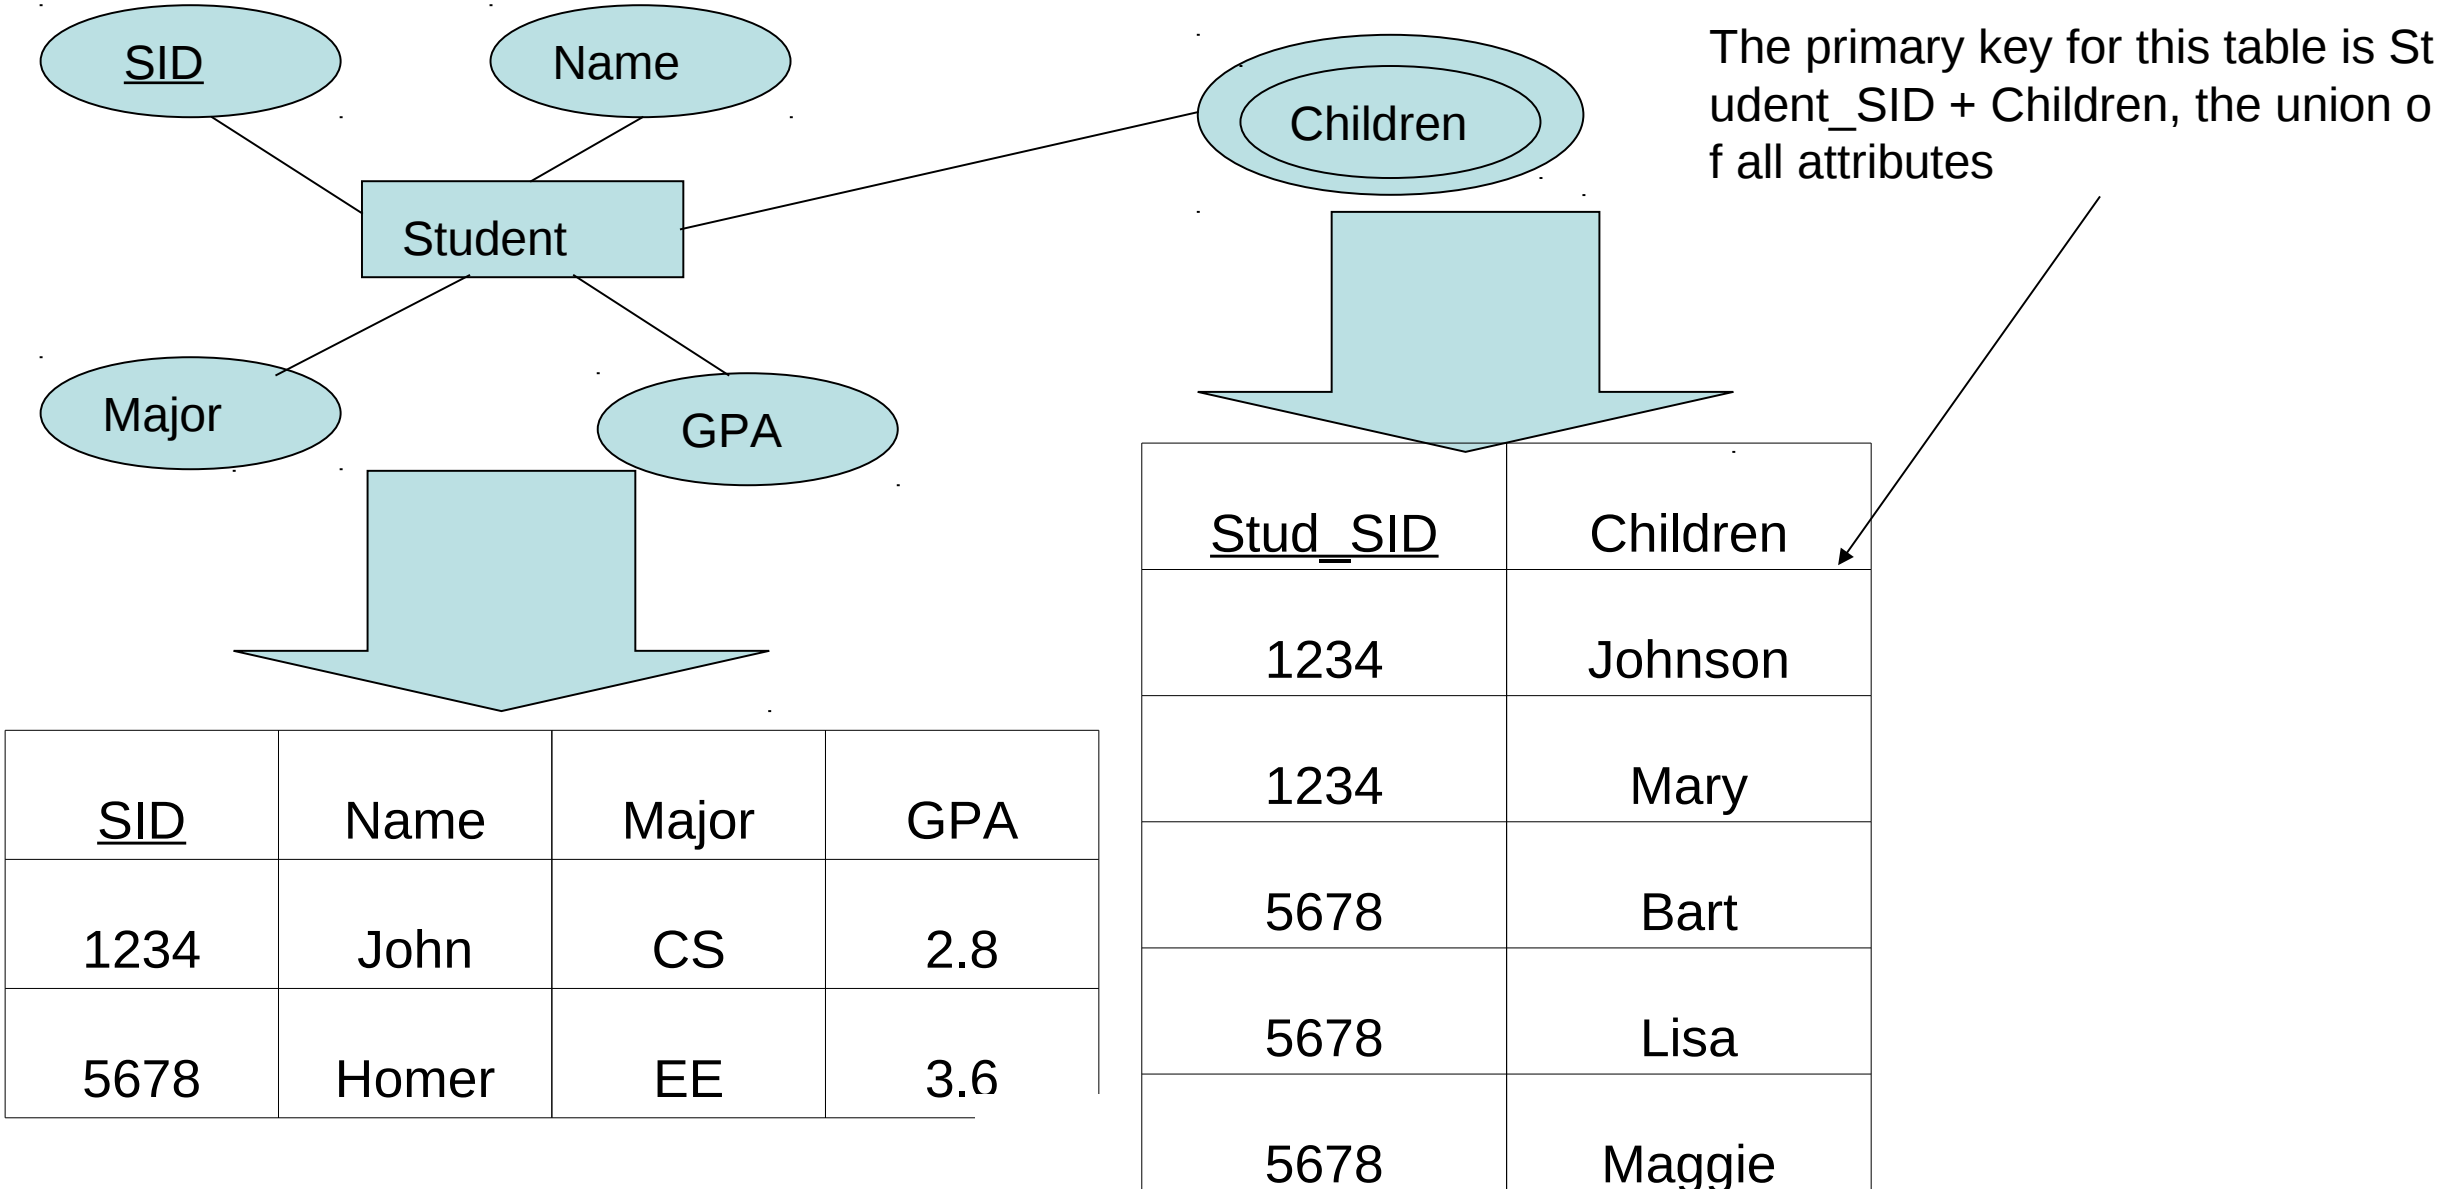 SID
Name
Children
The primary key for this table is St
udent_SID + Children, the union o
f all attributes
Student
Major
GPA
Stud_SID Children
1234 Johnson
1234 Mary
5678 Bart
5678 Lisa
5678 Maggie
SID Name Major GPA
1234 John CS 2.8
5678 Homer EE 3.6